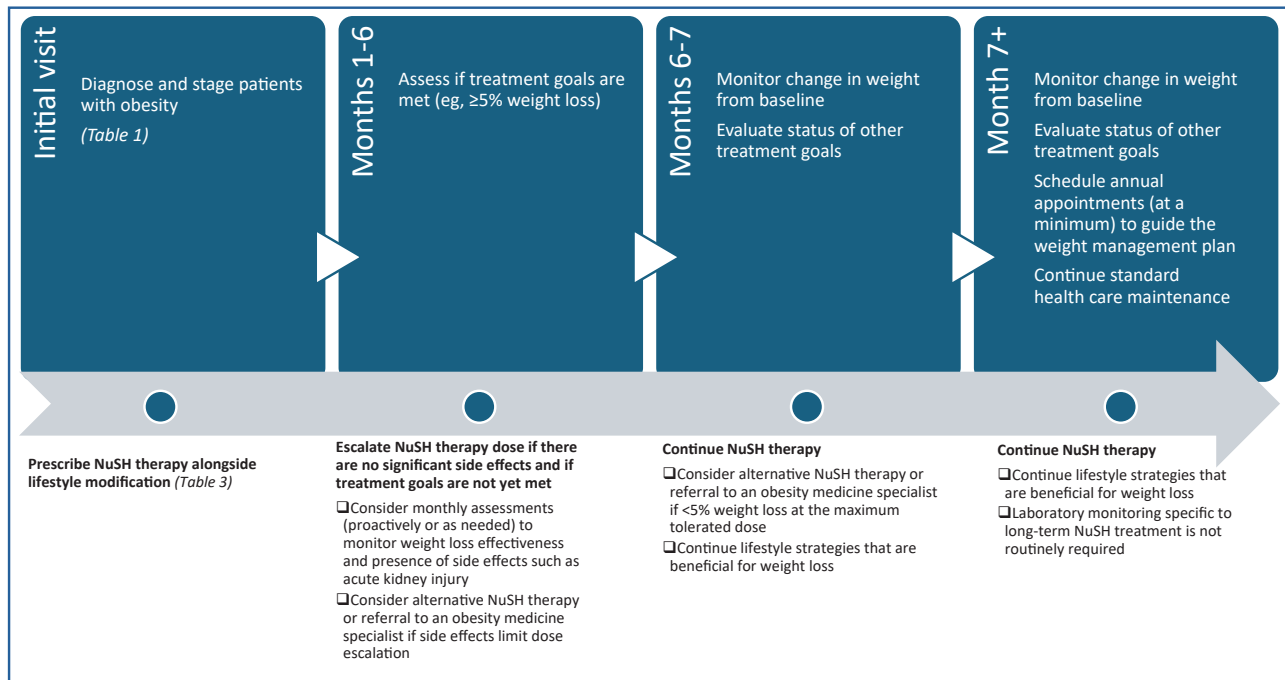 Initial visit
Diagnose and stage patients
with obesity
(Table 1)
Months 1-6
Assess if treatment goals are
met (eg, ≥5% weight loss)
Months 6-7
Monitor change in weight
from baseline
Evaluate status of other
treatment goals
Month 7+
Monitor change in weight
from baseline
Evaluate status of other
treatment goals
Schedule annual
appointments (at a
minimum) to guide the
weight management plan
Continue standard
health care maintenance
Prescribe NuSH therapy alongside
lifestyle modification (Table 3)
Escalate NuSH therapy dose if there
are no significant side effects and if
treatment goals are not yet met
❑Consider monthly assessments
(proactively or as needed) to
monitor weight loss effectiveness
and presence of side effects such as
acute kidney injury
❑Consider alternative NuSH therapy
or referral to an obesity medicine
specialist if side effects limit dose
escalation
Continue NuSH therapy
❑Consider alternative NuSH therapy or
referral to an obesity medicine specialist
if <5% weight loss at the maximum
tolerated dose
❑Continue lifestyle strategies that are
beneficial for weight loss
Continue NuSH therapy
❑Continue lifestyle strategies
that are beneficial for weight loss
❑Laboratory monitoring specific to
long-term NuSH treatment is not
routinely required